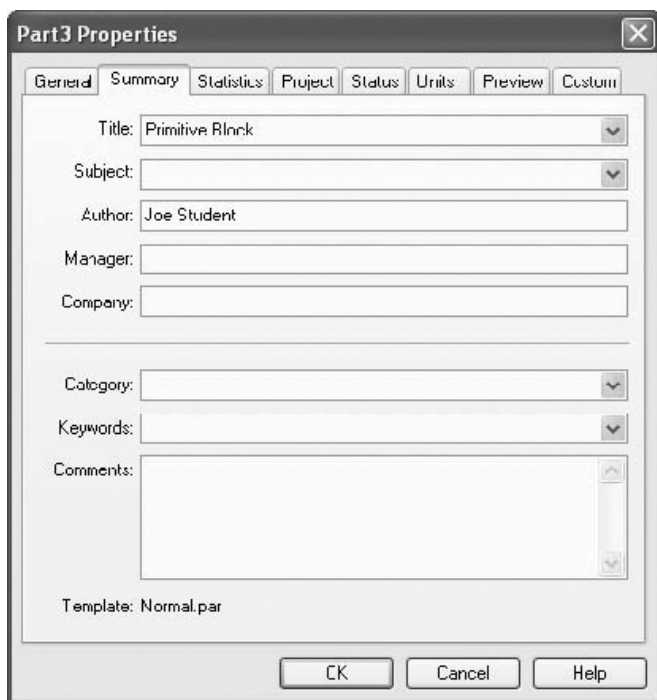 Part3 Properties
General Summary Statistics Project Status Units Preview Custom
Title: Primitive Block
Subject:
Author: Joe Student
Manager:
Company:
Category:
Keywords:
Comments:
Template: Normal.par
OK Cancel Help